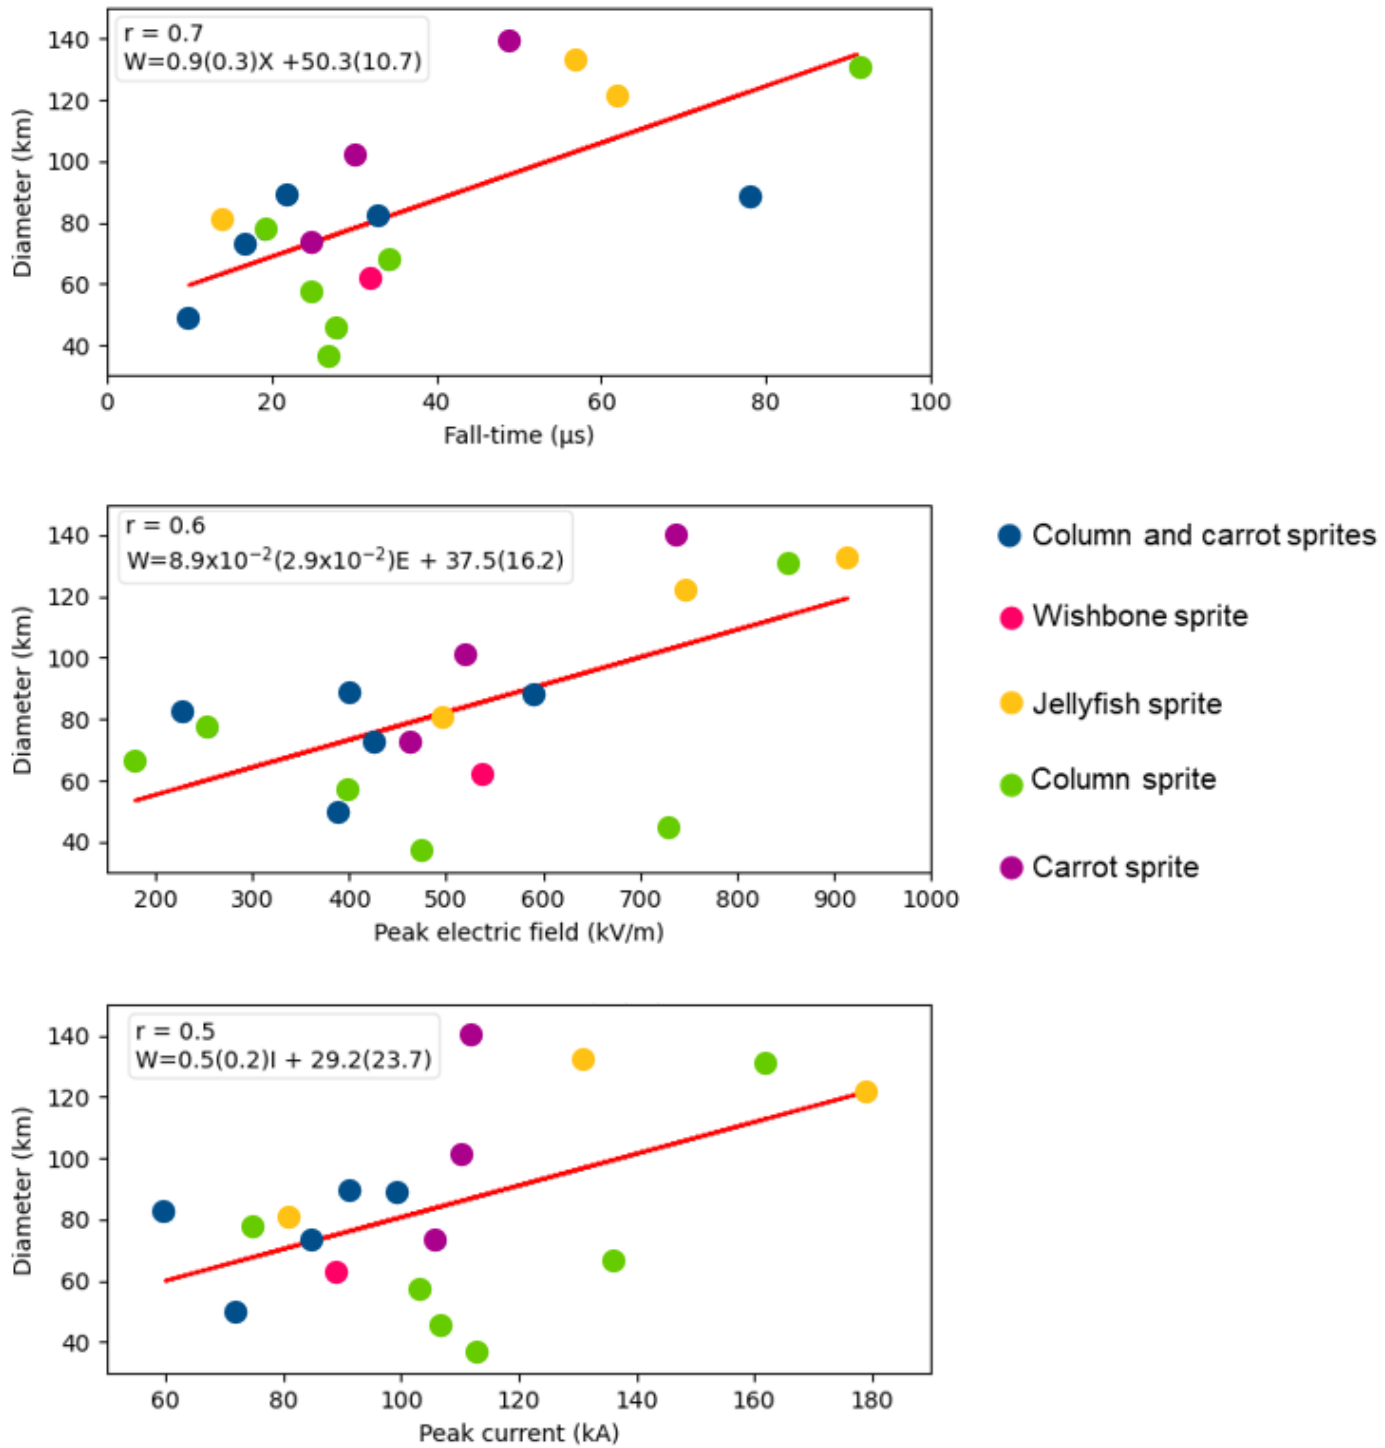 r = 0.7
W=0.9(0.3)X +50.3(10.7)
140
120
100
80
60
40
Diameter (km)
0 20 40 60 80 100
Fall-time (µs)
r = 0.6
W=8.9x10⁻²(2.9x10⁻²)E + 37.5(16.2)
140
120
100
80
60
40
Diameter (km)
200 300 400 500 600 700 800 900 1000
Peak electric field (kV/m)
Column and carrot sprites
Wishbone sprite
Jellyfish sprite
Column sprite
Carrot sprite
r = 0.5
W=0.5(0.2)I + 29.2(23.7)
140
120
100
80
60
40
Diameter (km)
60 80 100 120 140 160 180
Peak current (kA)